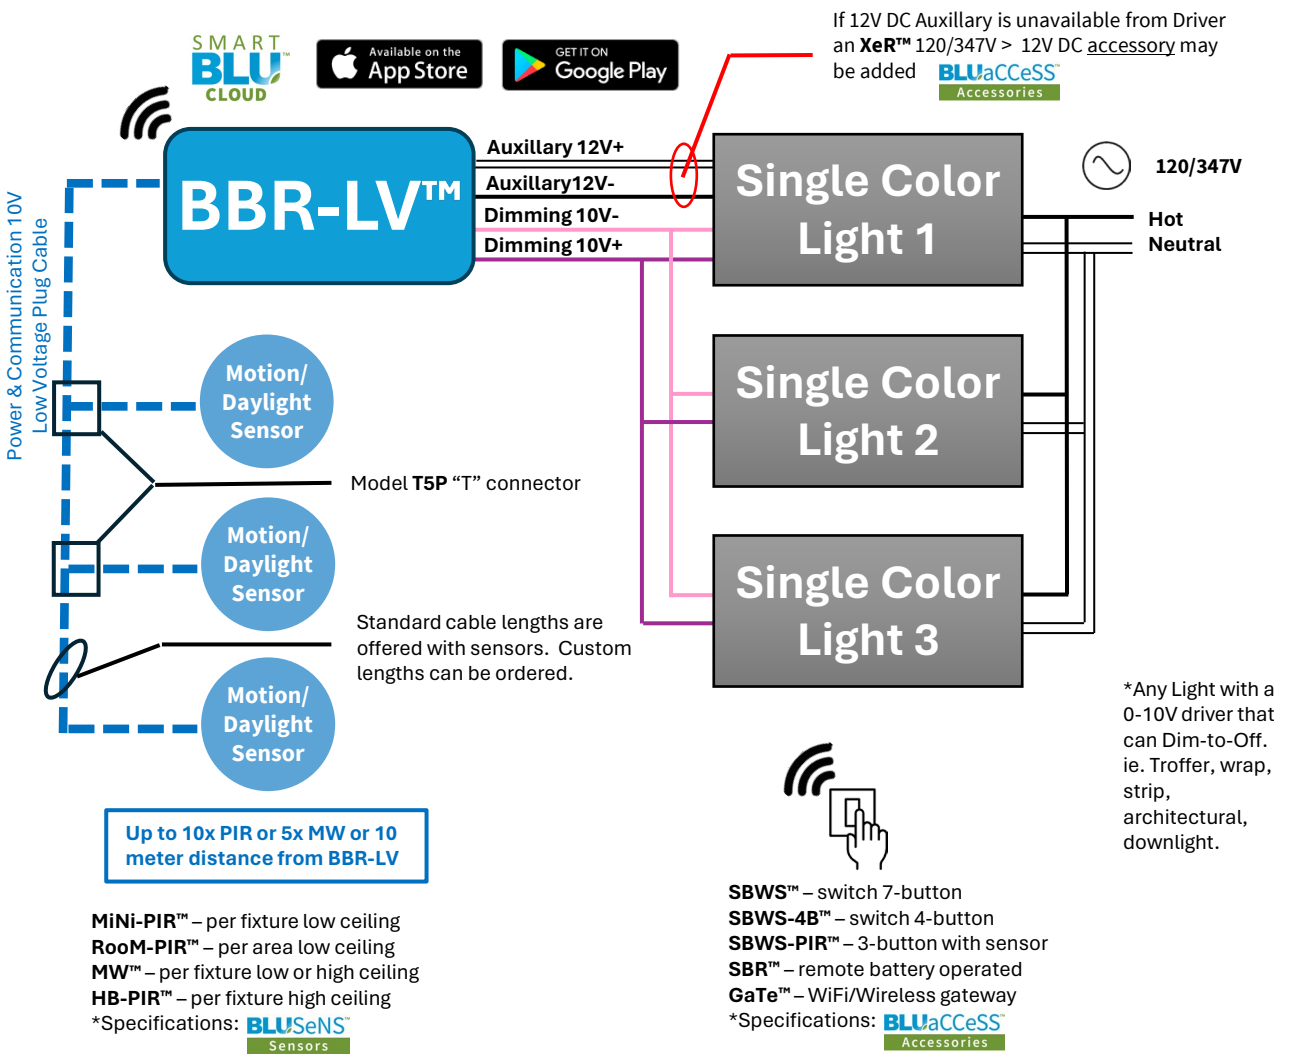 If 12V DC Auxillary is unavailable from Driver
an XeR™ 120/347V > 12V DC accessory may
be added BLUaCCeSS™
Accessories
SMART
BLU™
CLOUD
Available on the
App Store
GET IT ON
Google Play
BBR-LV™
Auxillary 12V+
Auxillary12V-
Dimming 10V-
Dimming 10V+
Single Color
Light 1
120/347V
Hot
Neutral
Power & Communication 10V
Low Voltage Plug Cable
Motion/
Daylight
Sensor
Single Color
Light 2
Model T5P “T” connector
Motion/
Daylight
Sensor
Single Color
Light 3
Standard cable lengths are
offered with sensors. Custom
lengths can be ordered.
Motion/
Daylight
Sensor
*Any Light with a
0-10V driver that
can Dim-to-Off.
ie. Troffer, wrap,
strip,
architectural,
downlight.
Up to 10x PIR or 5x MW or 10
meter distance from BBR-LV
MiNi-PIR™ – per fixture low ceiling
RooM-PIR™ – per area low ceiling
MW™ – per fixture low or high ceiling
HB-PIR™ – per fixture high ceiling
*Specifications: BLUSeNS™
Sensors
SBWS™ – switch 7-button
SBWS-4B™ – switch 4-button
SBWS-PIR™ – 3-button with sensor
SBR™ – remote battery operated
GaTe™ – WiFi/Wireless gateway
*Specifications: BLUaCCeSS™
Accessories